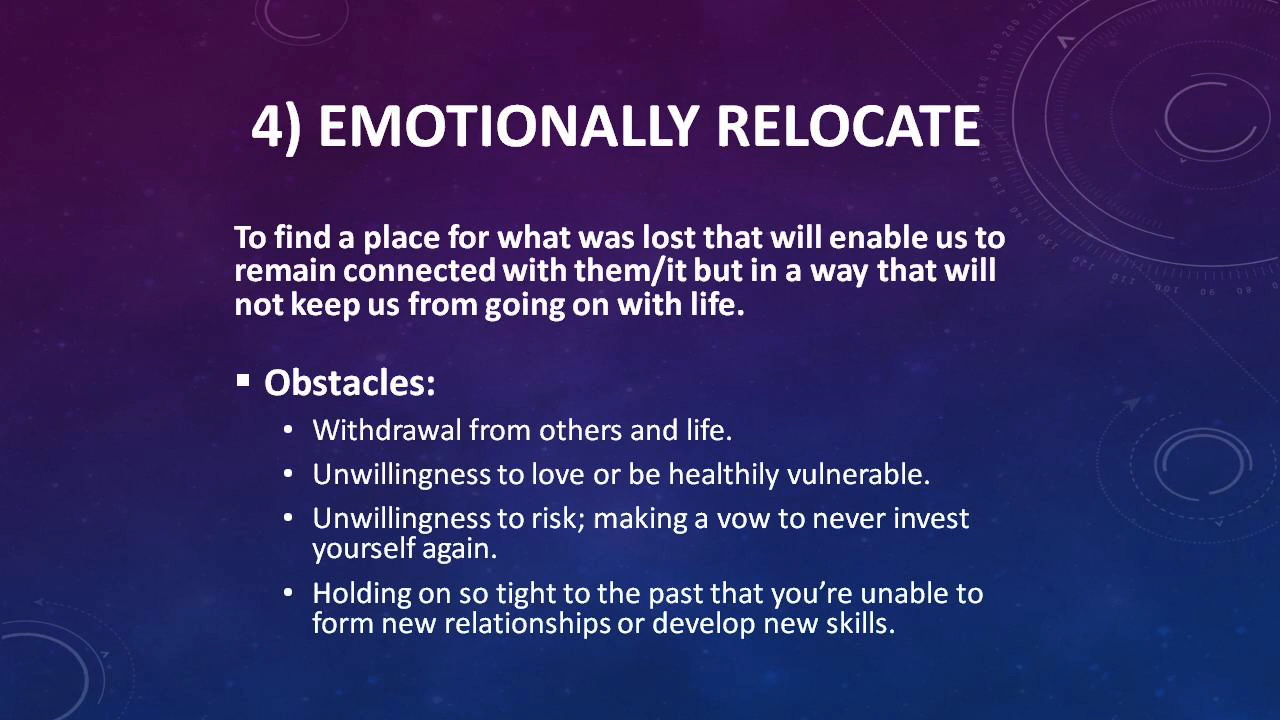 4) EMOTIONALLY RELOCATE
To find a place for what was lost that will enable us to
remain connected with them/it but in a way that will
not keep us from going on with life.
▪ Obstacles:
• Withdrawal from others and life.
• Unwillingness to love or be healthily vulnerable.
• Unwillingness to risk; making a vow to never invest
yourself again.
• Holding on so tight to the past that you’re unable to
form new relationships or develop new skills.